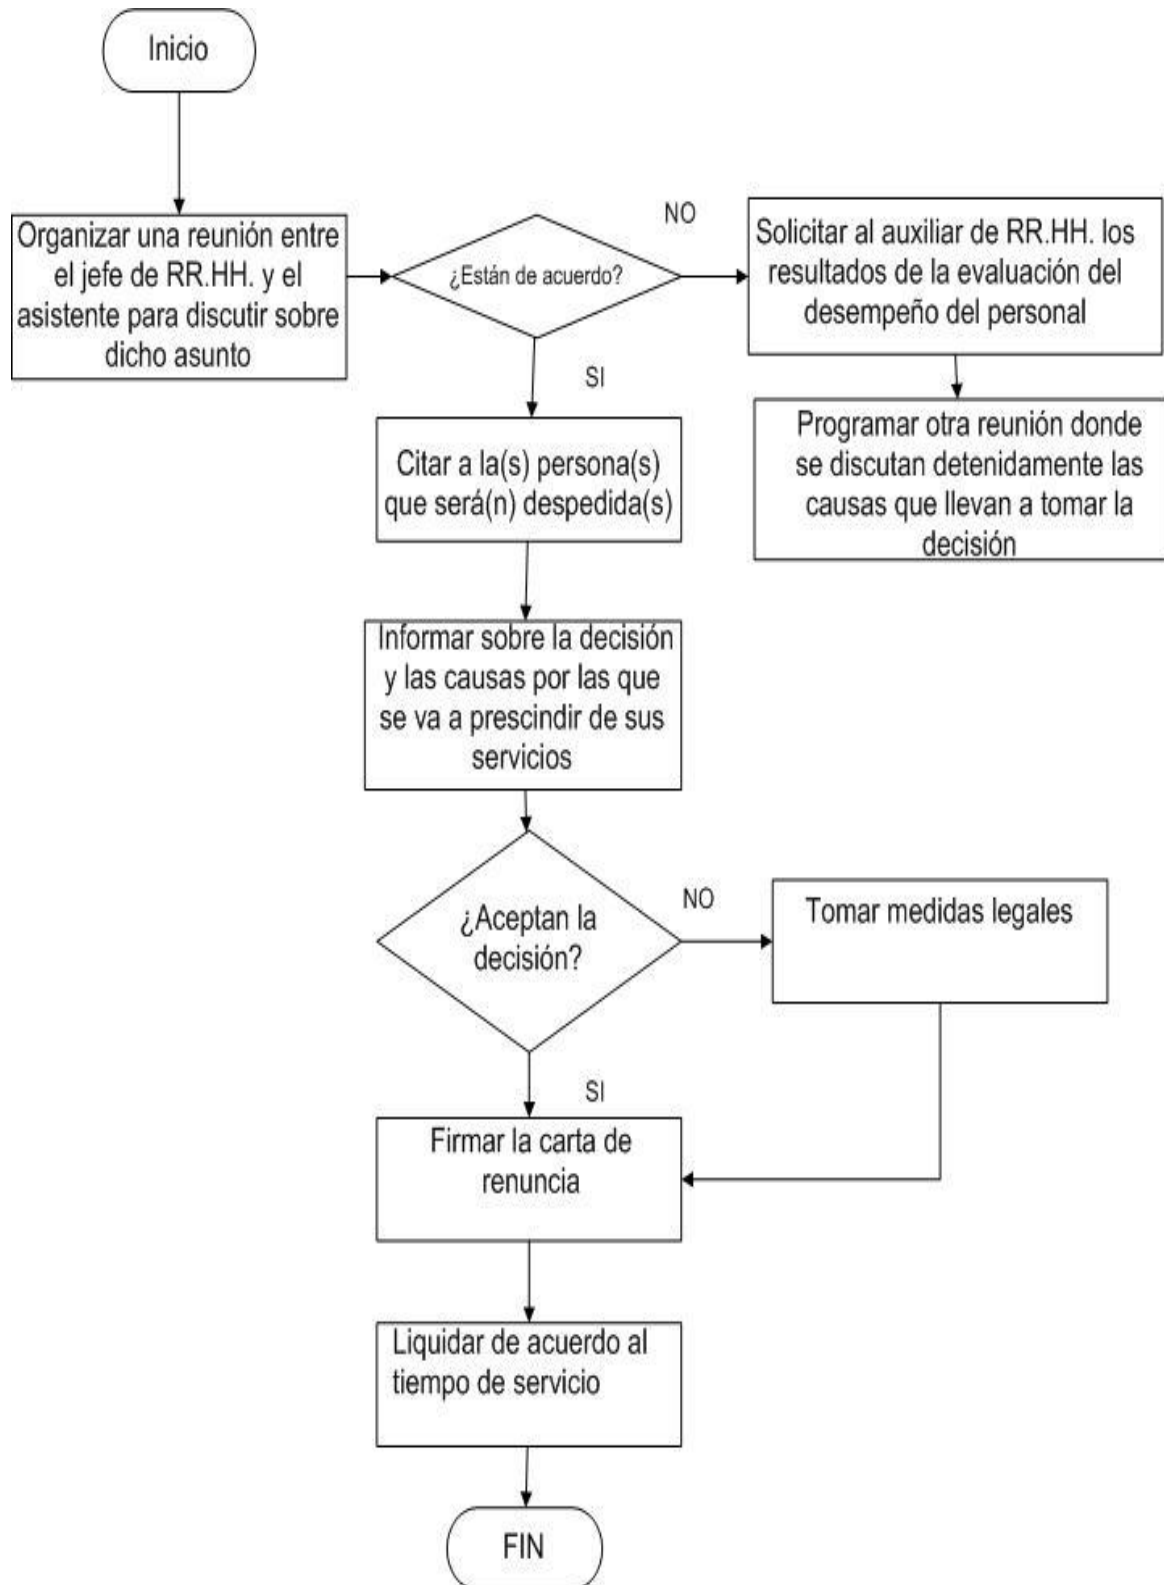 Inicio
Organizar una reunión entre
el jefe de RR.HH. y el
asistente para discutir sobre
dicho asunto
¿Están de acuerdo?
NO
Solicitar al auxiliar de RR.HH. los
resultados de la evaluación del
desempeño del personal
Programar otra reunión donde
se discutan detenidamente las
causas que llevan a tomar la
decisión
SI
Citar a la(s) persona(s)
que será(n) despedida(s)
Informar sobre la decisión
y las causas por las que
se va a prescindir de sus
servicios
¿Aceptan la
decisión?
NO
Tomar medidas legales
SI
Firmar la carta de
renuncia
Liquidar de acuerdo al
tiempo de servicio
FIN